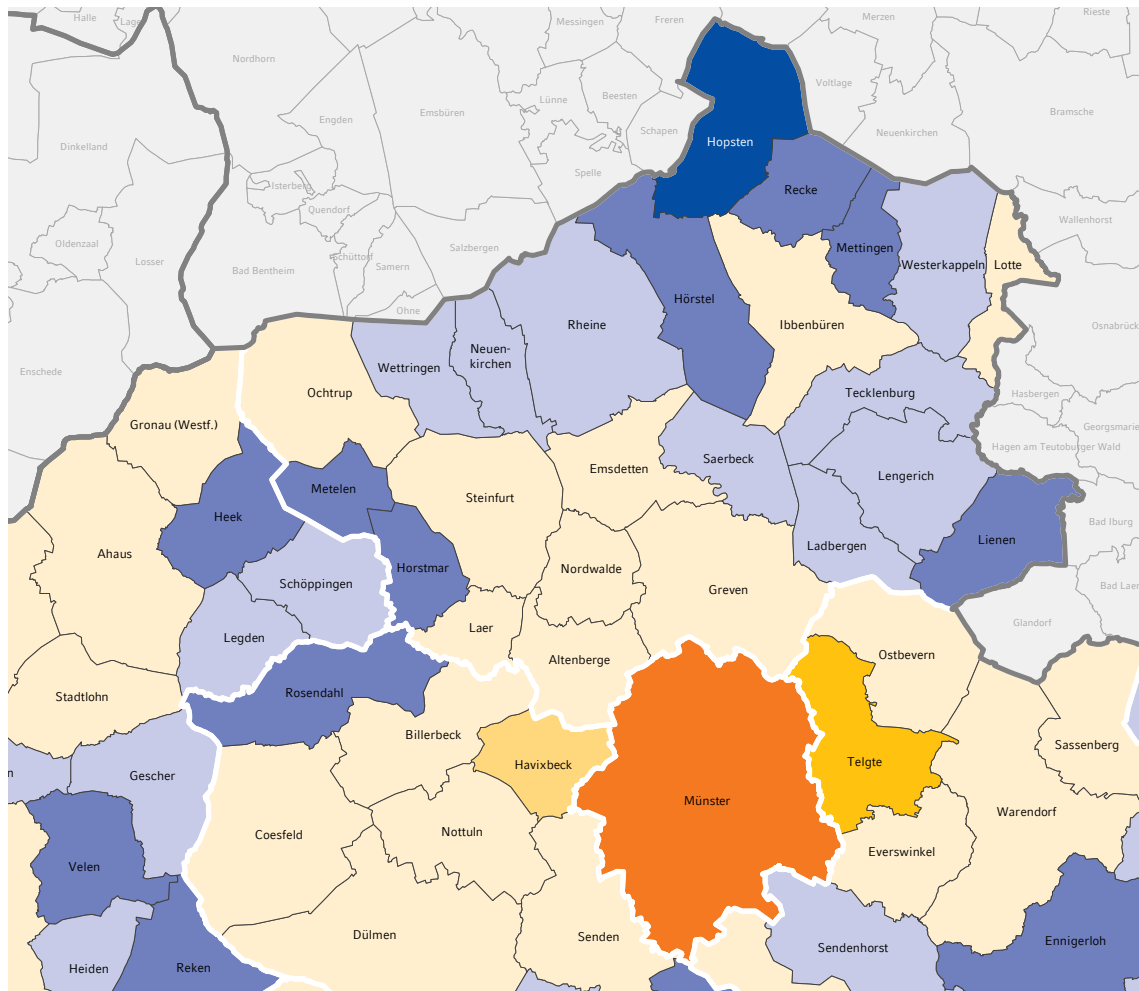 Halle
Lage
Messingen
Freren
Merzen
Rieste
Nordhorn
Voltlage
Lünne
Beesten
Emsbüren
Engden
Schapen
Bramsche
Neuenkirchen
Hopsten
Dinkelland
Spelle
Isterberg
Recke
Quendorf
Wallenhorst
Oldenzaal
Salzbergen
Mettingen
Losser
Schüttorf
Samern
Bad Bentheim
Westerkappeln
Lotte
Hörstel
Ohne
Rheine
Ibbenbüren
Osnabrück
Neuen-
kirchen
Wettringen
Enschede
Ochtrup
Tecklenburg
Hasbergen
Gronau (Westf.)
Georgsmarie
Hagen am Teutoburger Wald
Saerbeck
Emsdetten
Lengerich
Metelen
Steinfurt
Heek
Bad Iburg
Lienen
Ladbergen
Ahaus
Horstmar
Nordwalde
Schöppingen
Bad Laer
Greven
Glandorf
Laer
Legden
Ostbevern
Altenberge
Rosendahl
Stadtlohn
Billerbeck
Sassenberg
Havixbeck
Telgte
n
Gescher
Münster
Warendorf
Coesfeld
Nottuln
Everswinkel
Velen
Dülmen
Senden
Ennigerloh
Sendenhorst
Heiden
Reken